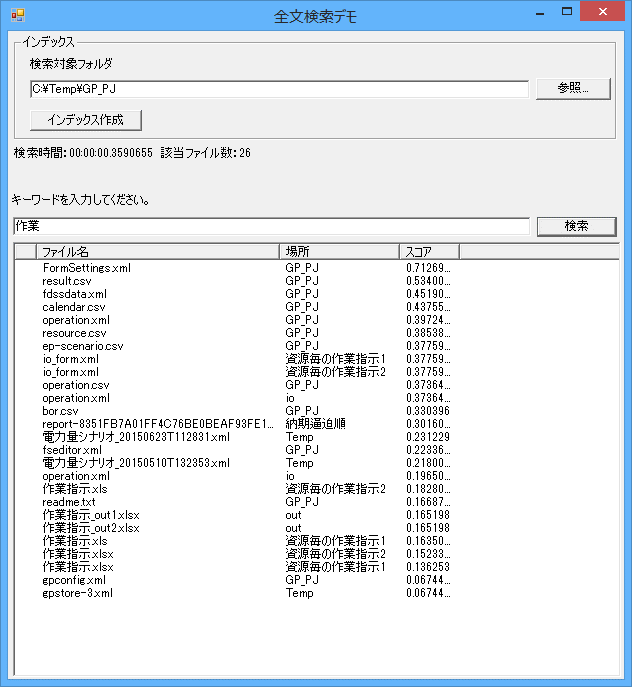 全文検索デモ
インデックス
検索対象フォルダ
C:¥Temp¥GP_PJ
参照...
インデックス作成
検索時間：00:00:00.3590655 該当ファイル数：26
キーワードを入力してください。
作業
検索
ファイル名 場所 スコア
FormSettings.xml GP_PJ 0.71269...
result.csv GP_PJ 0.53400...
fdssdata.xml GP_PJ 0.45190...
calendar.csv GP_PJ 0.43755...
operation.xml GP_PJ 0.39724...
resource.csv GP_PJ 0.38538...
ep-scenario.csv GP_PJ 0.37759...
io_form.xml 資源毎の作業指示1 0.37759...
io_form.xml 資源毎の作業指示2 0.37759...
operation.csv GP_PJ 0.37364...
operation.xml io 0.37364...
bor.csv GP_PJ 0.330396
report-8351FB7A01FF4C76BE0BEAF93FE1... 納期逼迫順 0.30160...
電力量シナリオ_20150623T112831.xml Temp 0.231229
fseditor.xml GP_PJ 0.22336...
電力量シナリオ_20150510T132353.xml Temp 0.21800...
operation.xml io 0.19650...
作業指示.xls 資源毎の作業指示2 0.18280...
readme.txt GP_PJ 0.16687...
作業指示_out1.xlsx out 0.165198
作業指示_out2.xlsx out 0.165198
作業指示.xls 資源毎の作業指示1 0.16350...
作業指示.xlsx 資源毎の作業指示2 0.15233...
作業指示.xlsx 資源毎の作業指示1 0.136253
gpconfig.xml GP_PJ 0.06744...
gpstore-3.xml Temp 0.06744...